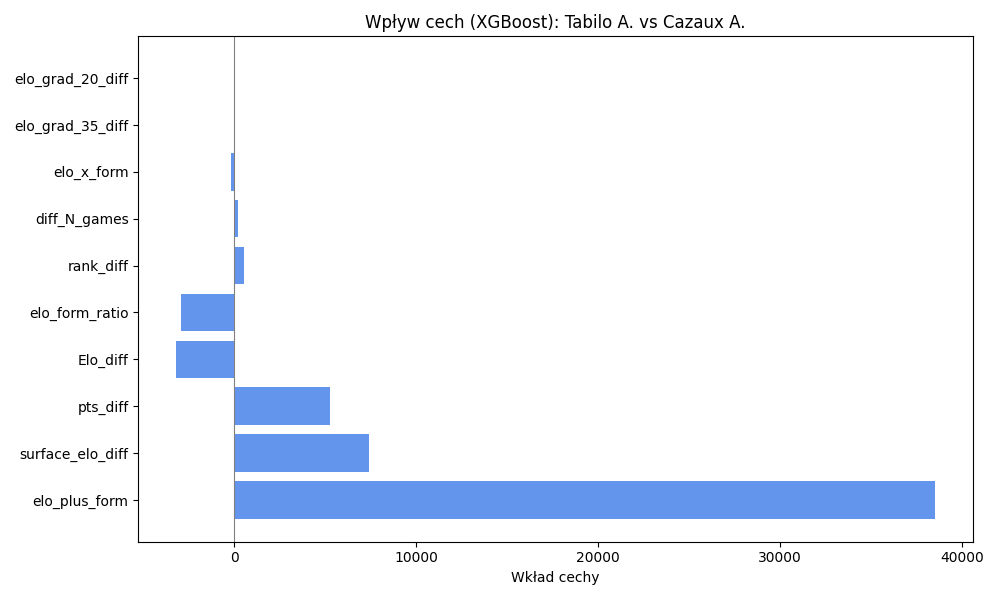 Wpływ cech (XGBoost): Tabilo A. vs Cazaux A.
elo_grad_20_diff
elo_grad_35_diff
elo_x_form
diff_N_games
rank_diff
elo_form_ratio
Elo_diff
pts_diff
surface_elo_diff
elo_plus_form
0 10000 20000 30000 40000
Wkład cechy